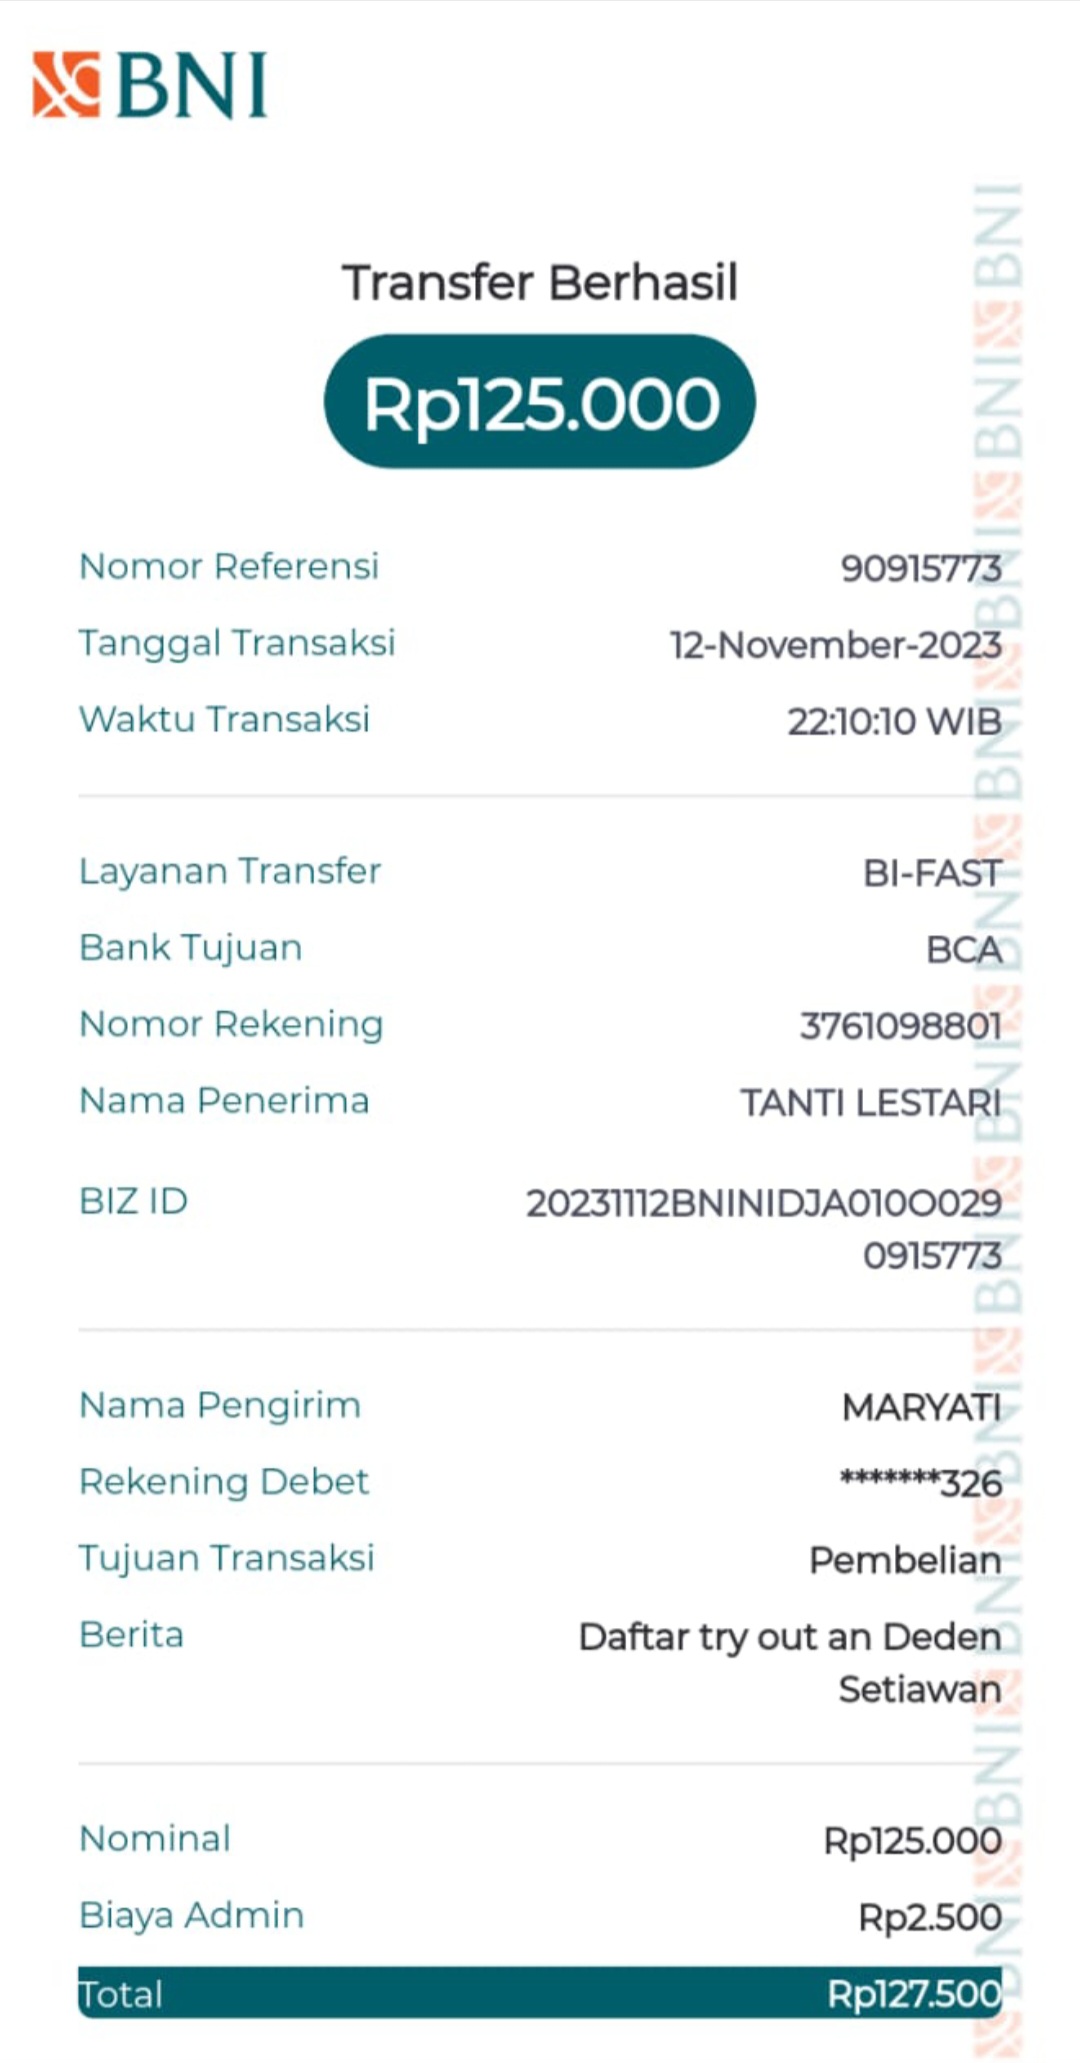 BNI
Transfer Berhasil
Rp125.000
Nomor Referensi 90915773
Tanggal Transaksi 12-November-2023
Waktu Transaksi 22:10:10 WIB
Layanan Transfer BI-FAST
Bank Tujuan BCA
Nomor Rekening 3761098801
Nama Penerima TANTI LESTARI
BIZ ID 20231112BNINIDJA010O029
0915773
Nama Pengirim MARYATI
Rekening Debet *******326
Tujuan Transaksi Pembelian
Berita Daftar try out an Deden
Setiawan
Nominal Rp125.000
Biaya Admin Rp2.500
Total Rp127.500
BNI BNI BNI BNI BNI BNI BNI BNI BNI BNI BNI